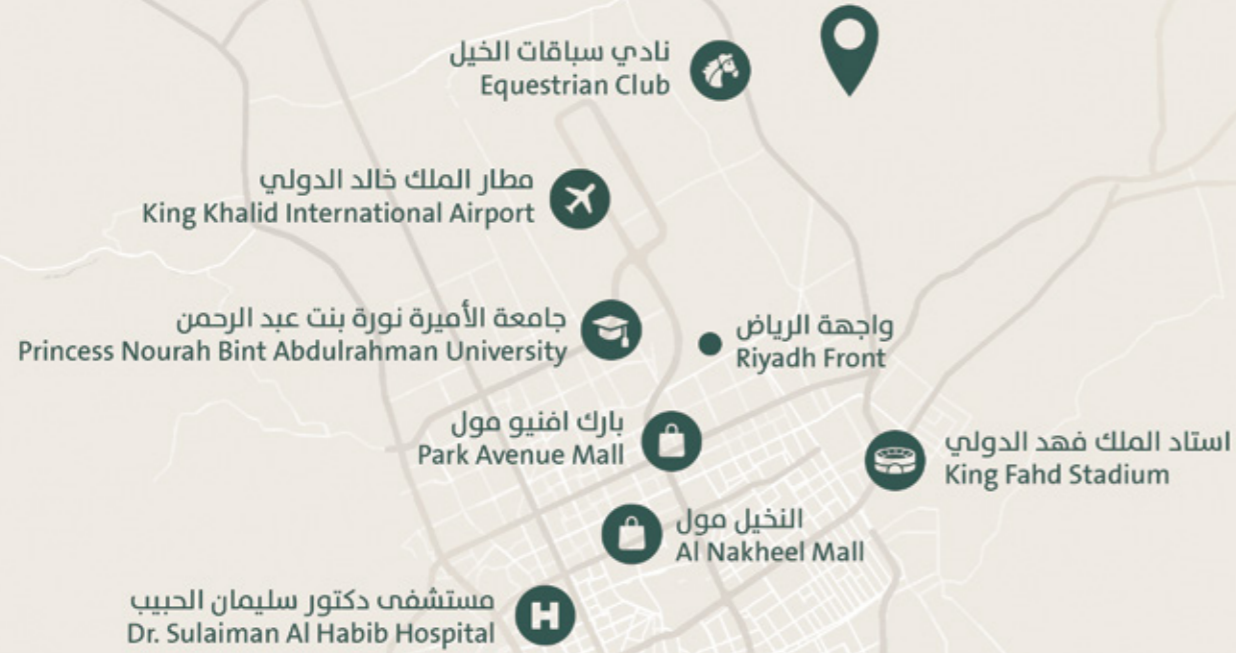 نادي سباقات الخيل
Equestrian Club
مطار الملك خالد الدولي
King Khalid International Airport
جامعة الأميرة نورة بنت عبد الرحمن
Princess Nourah Bint Abdulrahman University
واجهة الرياض
Riyadh Front
بارك افنيو مول
Park Avenue Mall
استاد الملك فهد الدولي
King Fahd Stadium
النخيل مول
Al Nakheel Mall
مستشفى دكتور سليمان الحبيب
Dr. Sulaiman Al Habib Hospital
H